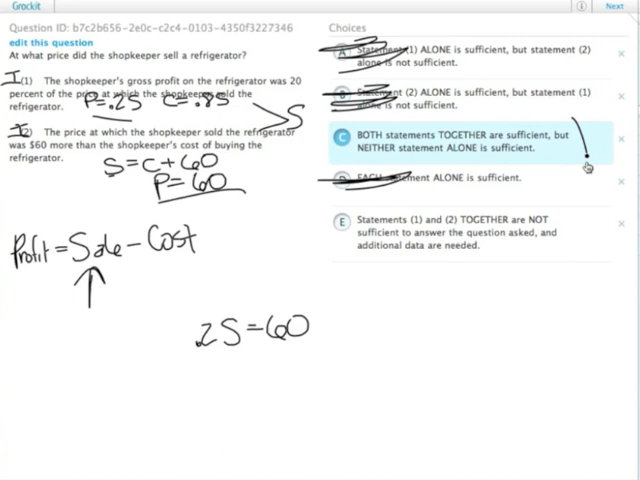 Grockit
Next
Question ID: b7c2b656-2e0c-c2c4-0103-4350f3227346
edit this question
At what price did the shopkeeper sell a refrigerator?
I (1) The shopkeeper's gross profit on the refrigerator was 20
percent of the price at which the shopkeeper sold the
refrigerator.
P=.2S C=.8S
>S
(2) The price at which the shopkeeper sold the refrigerator
was $60 more than the shopkeeper's cost of buying the
refrigerator.
S=C+60
P=60
Profit=Sale-Cost
.2S=60
Choices
A Statement (1) ALONE is sufficient, but statement (2)
alone is not sufficient.
B Statement (2) ALONE is sufficient, but statement (1)
alone is not sufficient.
C BOTH statements TOGETHER are sufficient, but
NEITHER statement ALONE is sufficient.
D EACH statement ALONE is sufficient.
E Statements (1) and (2) TOGETHER are NOT
sufficient to answer the question asked, and
additional data are needed.